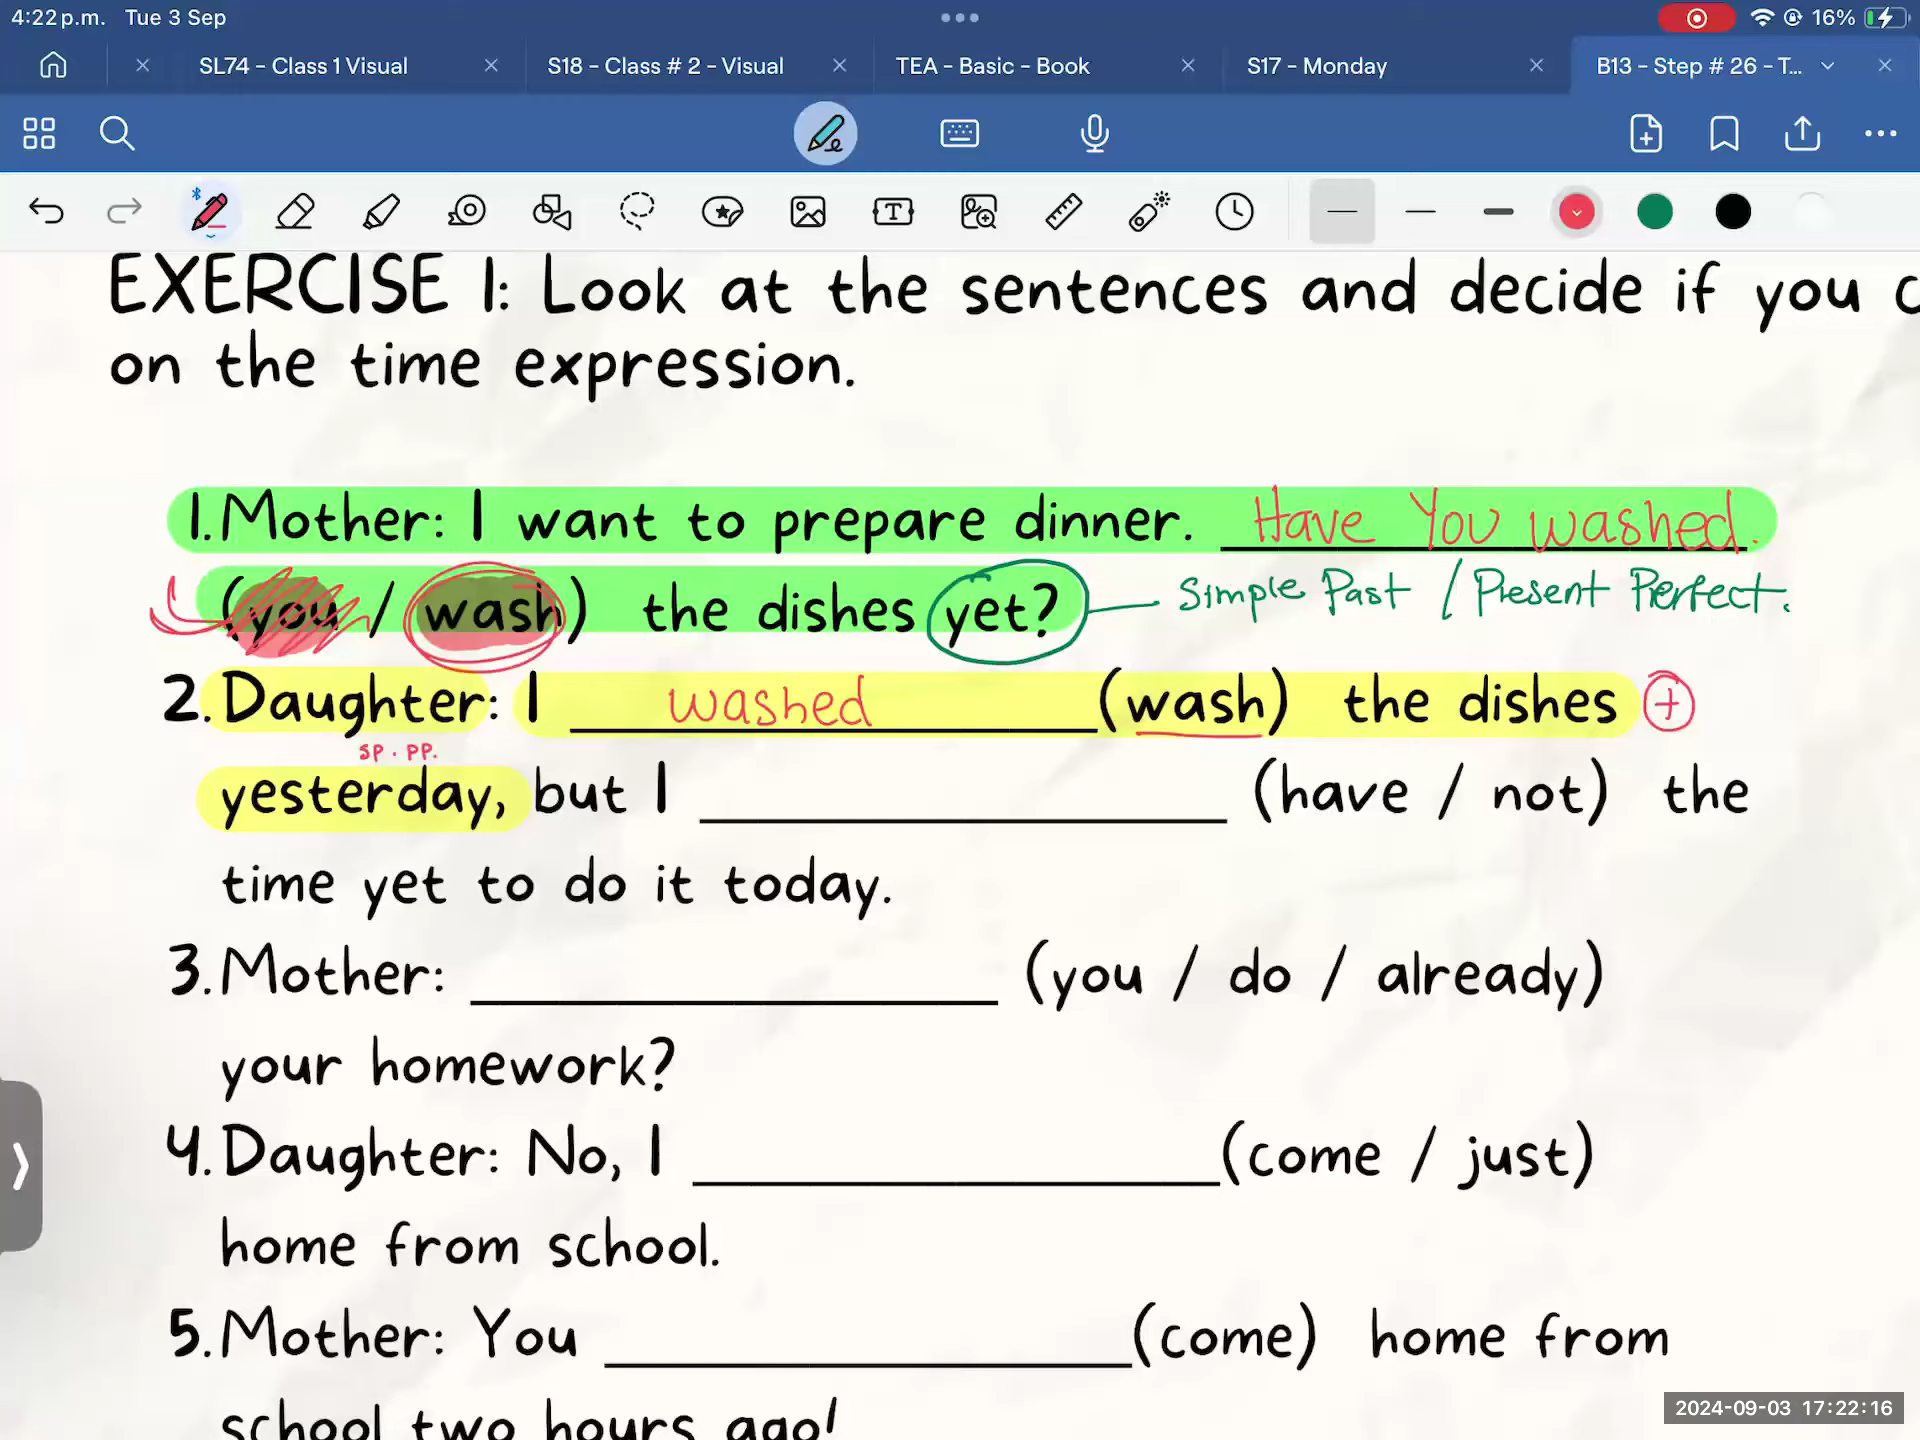 4:22 p.m. Tue 3 Sep 16%
SL74 - Class 1 Visual S18 - Class # 2 - Visual TEA - Basic - Book S17 - Monday B13 - Step # 26 - T...
EXERCISE 1: Look at the sentences and decide if you c
on the time expression.
1. Mother: I want to prepare dinner. Have You washed.
(you / wash) the dishes yet? Simple Past / Present Perfect.
2. Daughter: I washed (wash) the dishes +
SP . PP.
yesterday, but I ____ (have / not) the
time yet to do it today.
3. Mother: ____ (you / do / already)
your homework?
4. Daughter: No, I ____ (come / just)
home from school.
5. Mother: You ____ (come) home from
school two hours ago!
2024-09-03 17:22:16